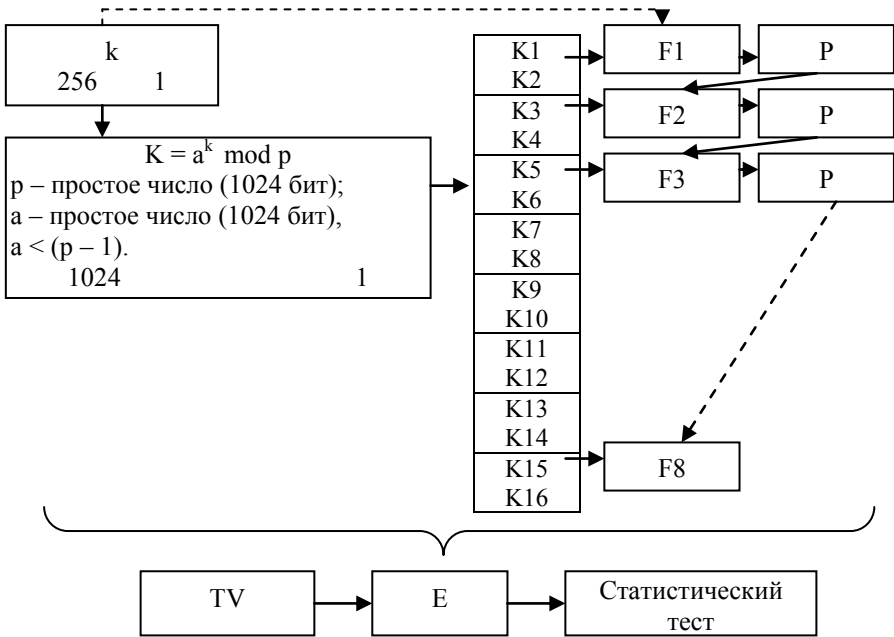 k
256 1
K = a^k mod p
p – простое число (1024 бит);
a – простое число (1024 бит),
a < (p – 1).
1024 1
K1
K2
K3
K4
K5
K6
K7
K8
K9
K10
K11
K12
K13
K14
K15
K16
F1
P
F2
P
F3
P
F8
TV
E
Статистический
тест